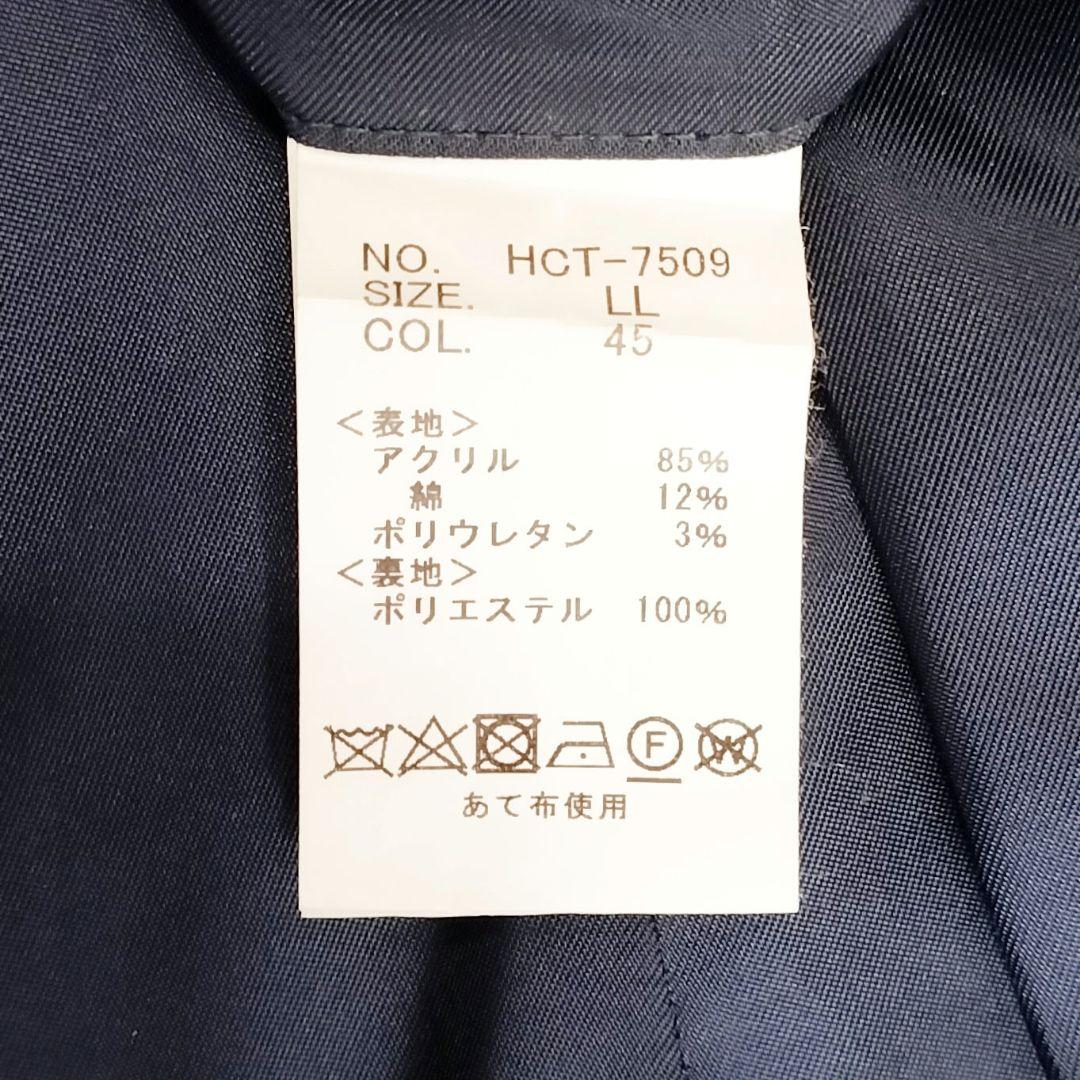 NO. HCT-7509
SIZE. LL
COL. 45
＜表地＞
アクリル 85%
綿 12%
ポリウレタン 3%
＜裏地＞
ポリエステル 100%
F W
あて布使用